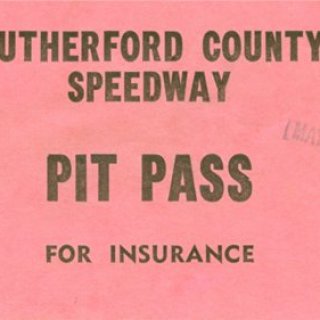 UTHERFORD COUNTY
SPEEDWAY
PIT PASS
FOR INSURANCE